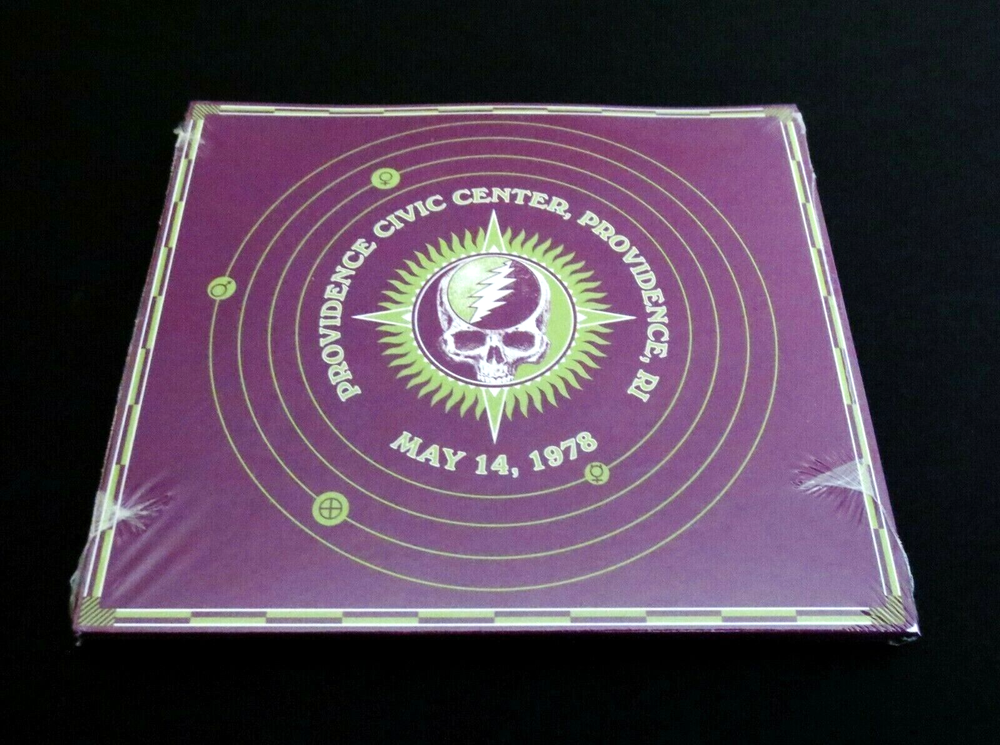 PROVIDENCE CIVIC CENTER, PROVIDENCE, RI
MAY 14, 1978